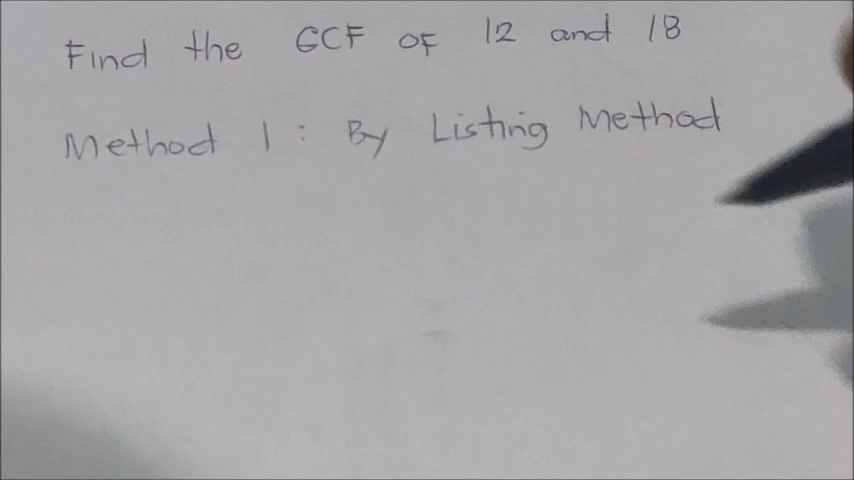 Find the GCF OF 12 and 18
Method 1: By Listing Method